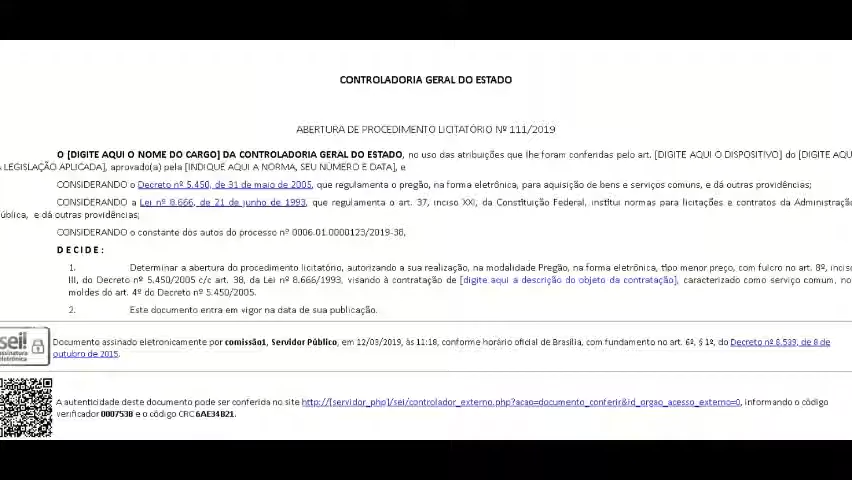 CONTROLADORIA GERAL DO ESTADO
ABERTURA DE PROCEDIMENTO LICITATÓRIO Nº 111/2019
O [DIGITE AQUI O NOME DO CARGO] DA CONTROLADORIA GERAL DO ESTADO, no uso das atribuições que lhe foram conferidas pelo art. [DIGITE AQUI O DISPOSITIVO] do [DIGITE AQU
LEGISLAÇÃO APLICADA], aprovado(a) pela [INDIQUE AQUI A NORMA, SEU NÚMERO E DATA], e
CONSIDERANDO o Decreto nº 5.450, de 31 de maio de 2005, que regulamenta o pregão, na forma eletrônica, para aquisição de bens e serviços comuns, e dá outras providências;
CONSIDERANDO a Lei nº 8.666, de 21 de junho de 1993, que regulamenta o art. 37, inciso XXI, da Constituição Federal, institui normas para licitações e contratos da Administraçã
ública, e dá outras providências;
CONSIDERANDO o constante dos autos do processo nº 0006.01.0000123/2019-38,
DECIDE:
1. Determinar a abertura do procedimento licitatório, autorizando a sua realização, na modalidade Pregão, na forma eletrônica, tipo menor preço, com fulcro no art. 8º, incis
III, do Decreto nº 5.450/2005 c/c art. 38, da Lei nº 8.666/1993, visando à contratação de [digite aqui a descrição do objeto da contratação], caracterizado como serviço comum, no
moldes do art. 4º do Decreto nº 5.450/2005.
2. Este documento entra em vigor na data de sua publicação.
sei!
assinatura
eletrônica
Documento assinado eletronicamente por comissão1, Servidor Público, em 12/03/2019, às 11:18, conforme horário oficial de Brasília, com fundamento no art. 6º, § 1º, do Decreto nº 8.539, de 8 de
outubro de 2015.
A autenticidade deste documento pode ser conferida no site http://[servidor_php]/sei/controlador_externo.php?acao=documento_conferir&id_orgao_acesso_externo=0, informando o código
verificador 0007538 e o código CRC 6AE34B21.